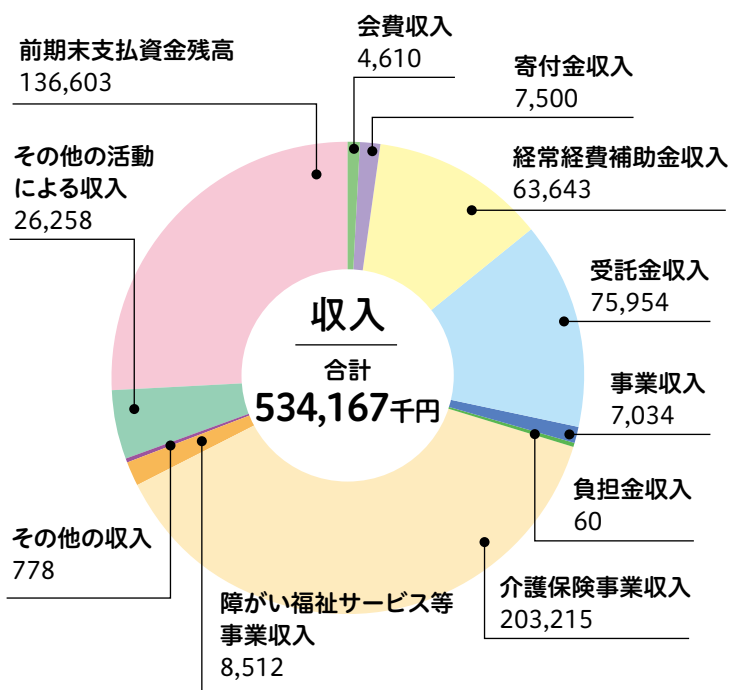 会費収入
4,610
寄付金収入
7,500
経常経費補助金収入
63,643
受託金収入
75,954
事業収入
7,034
負担金収入
60
介護保険事業収入
203,215
障がい福祉サービス等
事業収入
8,512
その他の収入
778
その他の活動
による収入
26,258
前期末支払資金残高
136,603
収入
合計
534,167千円